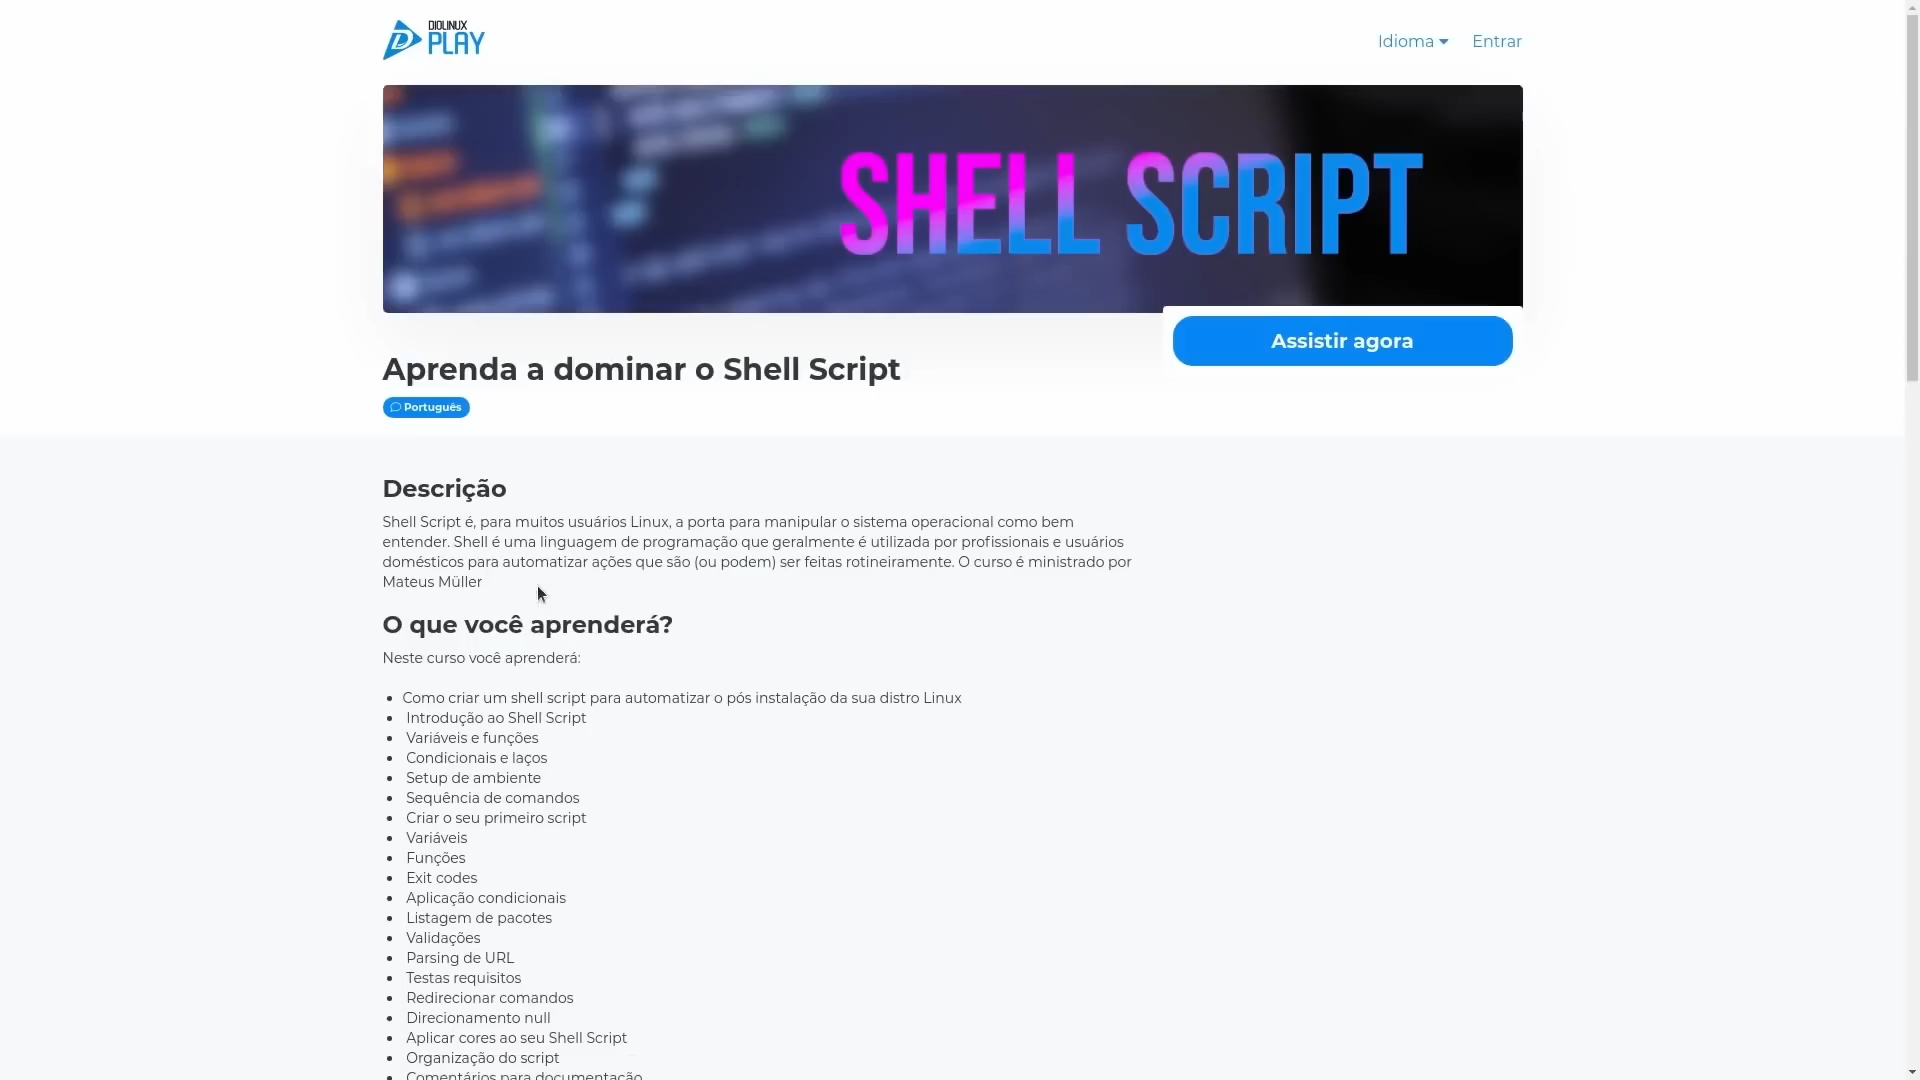 DIOLINUX
PLAY
Idioma
Entrar
SHELL SCRIPT
Assistir agora
Aprenda a dominar o Shell Script
Português
Descrição
Shell Script é, para muitos usuários Linux, a porta para manipular o sistema operacional como bem
entender. Shell é uma linguagem de programação que geralmente é utilizada por profissionais e usuários
domésticos para automatizar ações que são (ou podem) ser feitas rotineiramente. O curso é ministrado por
Mateus Müller
O que você aprenderá?
Neste curso você aprenderá:
Como criar um shell script para automatizar o pós instalação da sua distro Linux
Introdução ao Shell Script
Variáveis e funções
Condicionais e laços
Setup de ambiente
Sequência de comandos
Criar o seu primeiro script
Variáveis
Funções
Exit codes
Aplicação condicionais
Listagem de pacotes
Validações
Parsing de URL
Testas requisitos
Redirecionar comandos
Direcionamento null
Aplicar cores ao seu Shell Script
Organização do script
Comentários para documentação